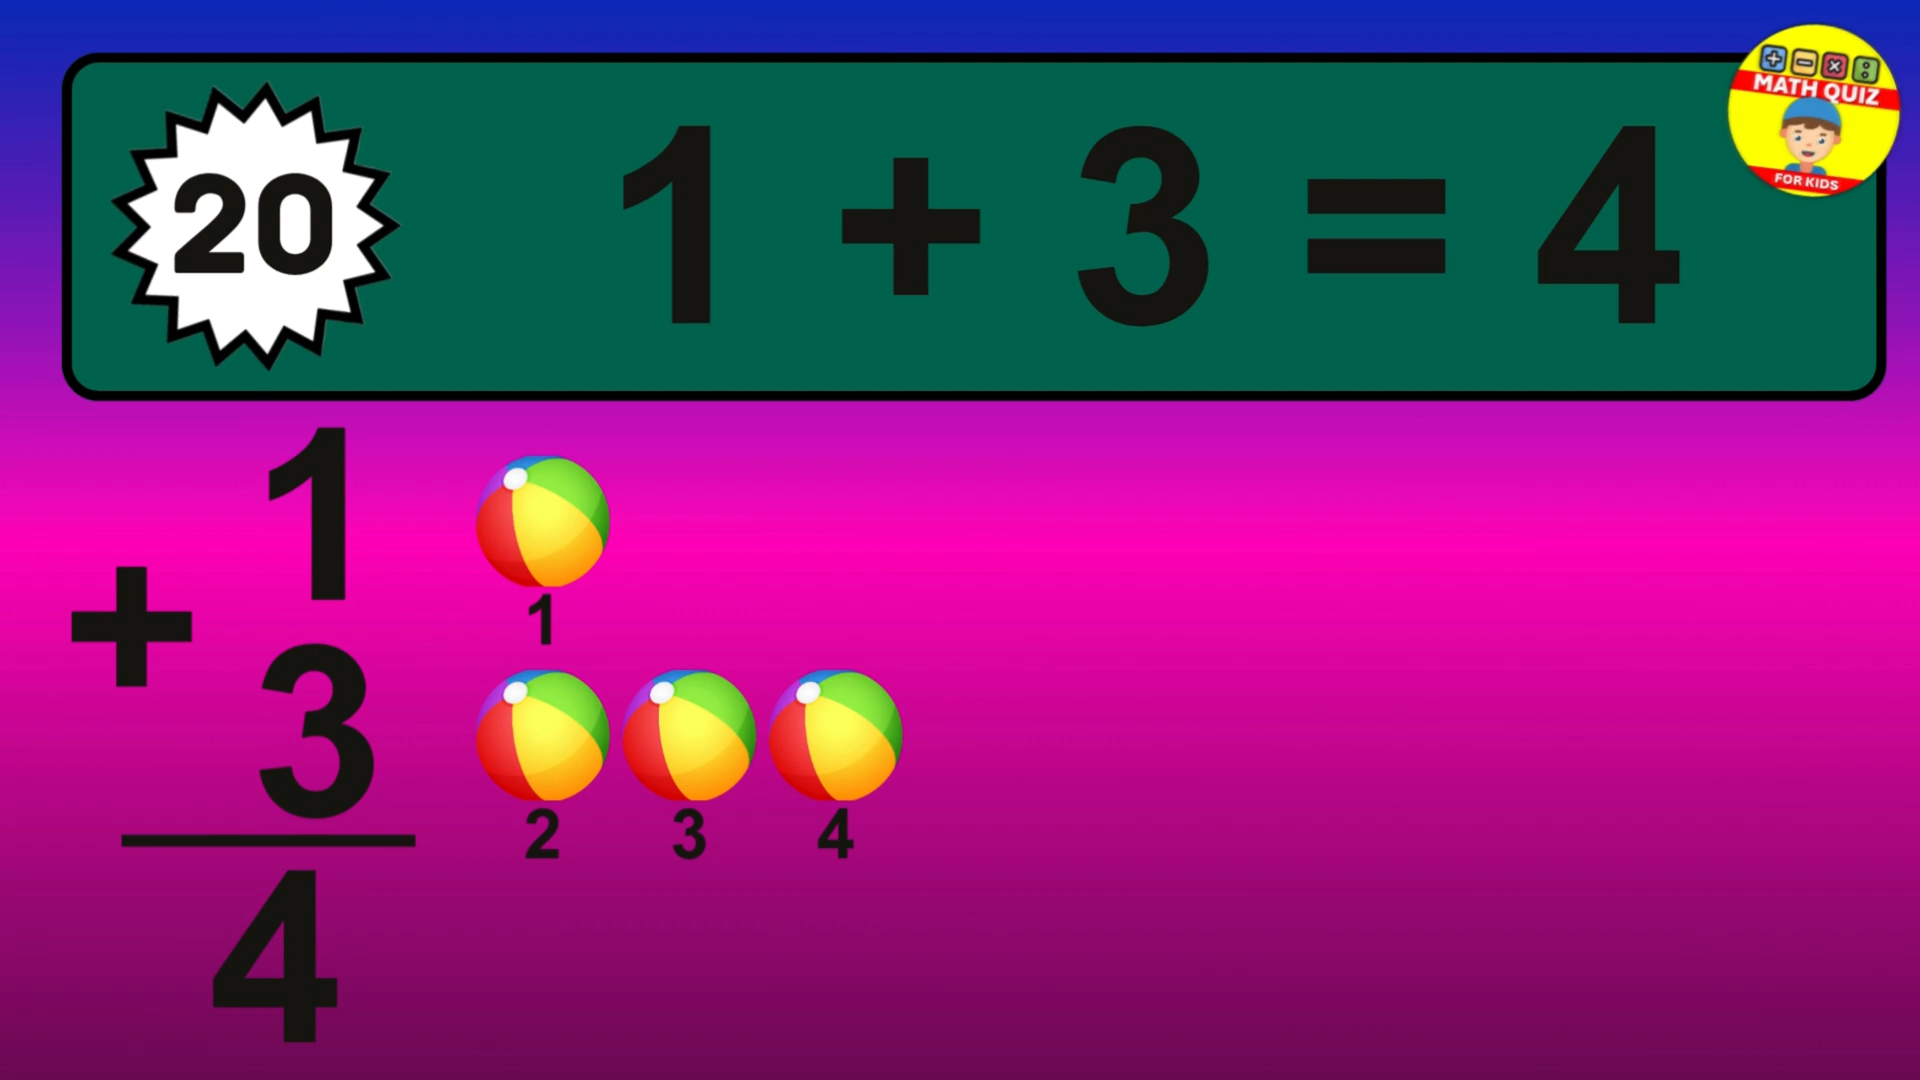 20
1 + 3 = 4
+ - × :
MATH QUIZ
FOR KIDS
1
1
+
3
2 3 4
4